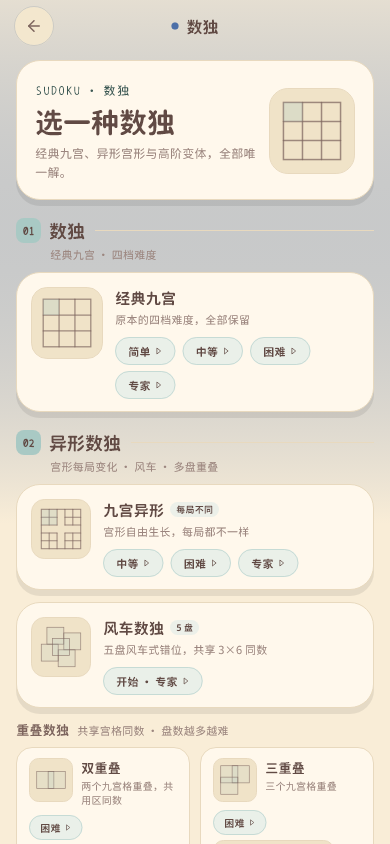 数独
SUDOKU · 数独
选一种数独
经典九宫、异形宫形与高阶变体，全部唯
一解。
01 数独
经典九宫 · 四档难度
经典九宫
原本的四档难度，全部保留
简单 中等 困难
专家
02 异形数独
宫形每局变化 · 风车 · 多盘重叠
九宫异形 每局不同
宫形自由生长，每局都不一样
中等 困难 专家
风车数独 5 盘
五盘风车式错位，共享 3×6 同数
开始 · 专家
重叠数独 共享宫格同数 · 盘数越多越难
双重叠
两个九宫格重叠，共
用区同数
困难
三重叠
三个九宫格重叠
困难